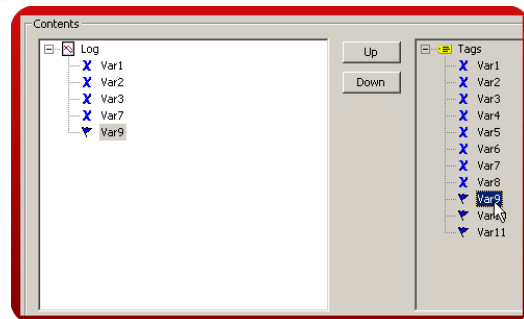 Contents
Log
Var1
Var2
Var3
Var7
Var9
Up
Down
Tags
Var1
Var2
Var3
Var4
Var5
Var6
Var7
Var8
Var9
Var11